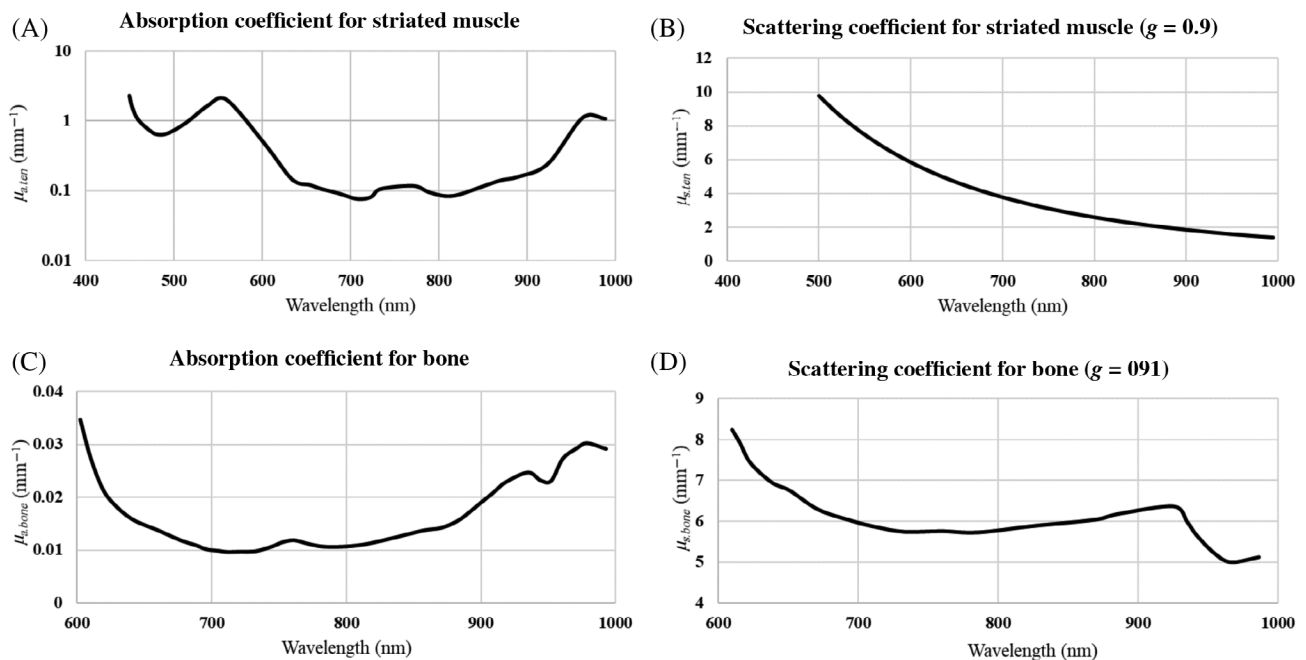 (A) Absorption coefficient for striated muscle
10
1
0.1
0.01
μa.ten (mm⁻¹)
400 500 600 700 800 900 1000
Wavelength (nm)
(B) Scattering coefficient for striated muscle (g = 0.9)
12
10
8
6
4
2
0
μs.ten (mm⁻¹)
400 500 600 700 800 900 1000
Wavelength (nm)
(C) Absorption coefficient for bone
0.04
0.03
0.02
0.01
0
μa.bone (mm⁻¹)
600 700 800 900 1000
Wavelength (nm)
(D) Scattering coefficient for bone (g = 091)
9
8
7
6
5
4
μs.bone (mm⁻¹)
600 700 800 900 1000
Wavelength (nm)